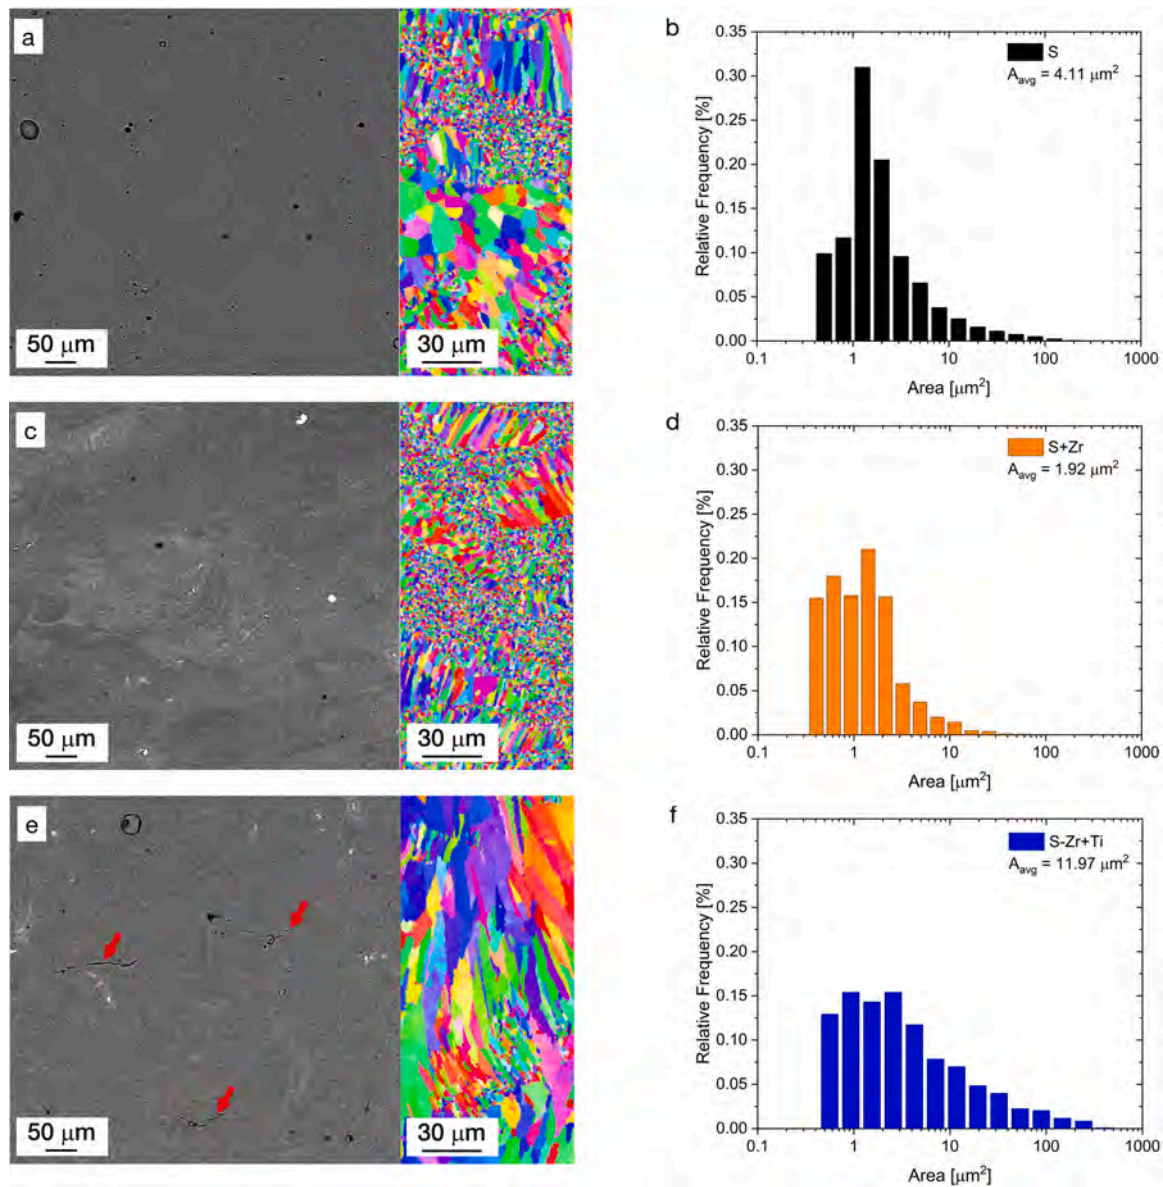 a
50 μm
30 μm
b
0.35
0.30
0.25
0.20
0.15
0.10
0.05
0.00
Relative Frequency [%]
S
Aavg = 4.11 μm²
0.1 1 10 100 1000
Area [μm²]
c
50 μm
30 μm
d
0.35
0.30
0.25
0.20
0.15
0.10
0.05
0.00
Relative Frequency [%]
S+Zr
Aavg = 1.92 μm²
0.1 1 10 100 1000
Area [μm²]
e
50 μm
30 μm
f
0.35
0.30
0.25
0.20
0.15
0.10
0.05
0.00
Relative Frequency [%]
S-Zr+Ti
Aavg = 11.97 μm²
0.1 1 10 100 1000
Area [μm²]